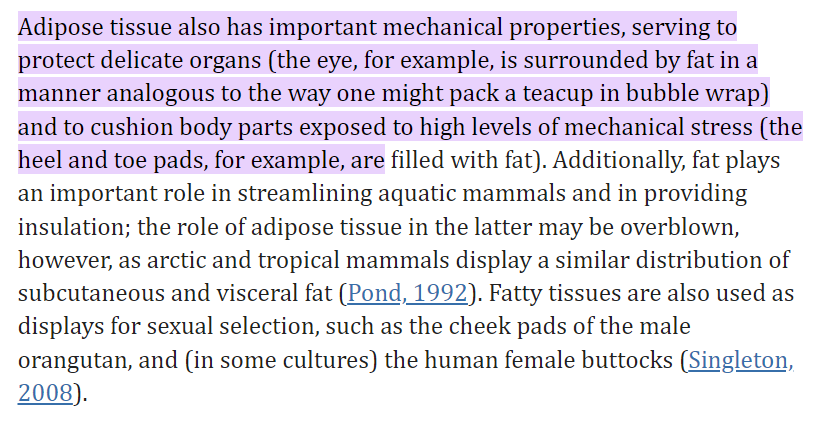 Adipose tissue also has important mechanical properties, serving to
protect delicate organs (the eye, for example, is surrounded by fat in a
manner analogous to the way one might pack a teacup in bubble wrap)
and to cushion body parts exposed to high levels of mechanical stress (the
heel and toe pads, for example, are filled with fat). Additionally, fat plays
an important role in streamlining aquatic mammals and in providing
insulation; the role of adipose tissue in the latter may be overblown,
however, as arctic and tropical mammals display a similar distribution of
subcutaneous and visceral fat (Pond, 1992). Fatty tissues are also used as
displays for sexual selection, such as the cheek pads of the male
orangutan, and (in some cultures) the human female buttocks (Singleton,
2008).